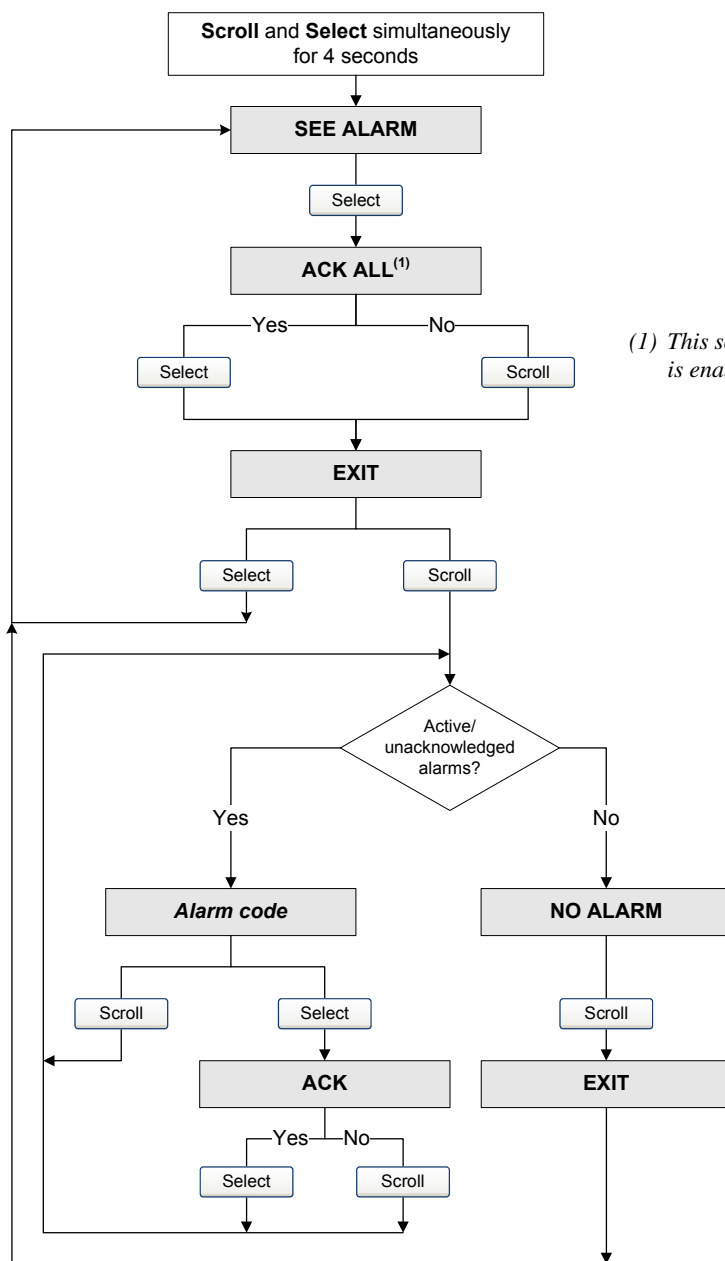 Scroll and Select simultaneously
for 4 seconds
SEE ALARM
Select
ACK ALL(1)
Yes
No
Select
Scroll
(1) This
is
EXIT
Select
Scroll
Active/
unacknowledged
alarms?
Yes
No
Alarm code
NO ALARM
Scroll
Select
Scroll
ACK
EXIT
Yes
No
Select
Scroll